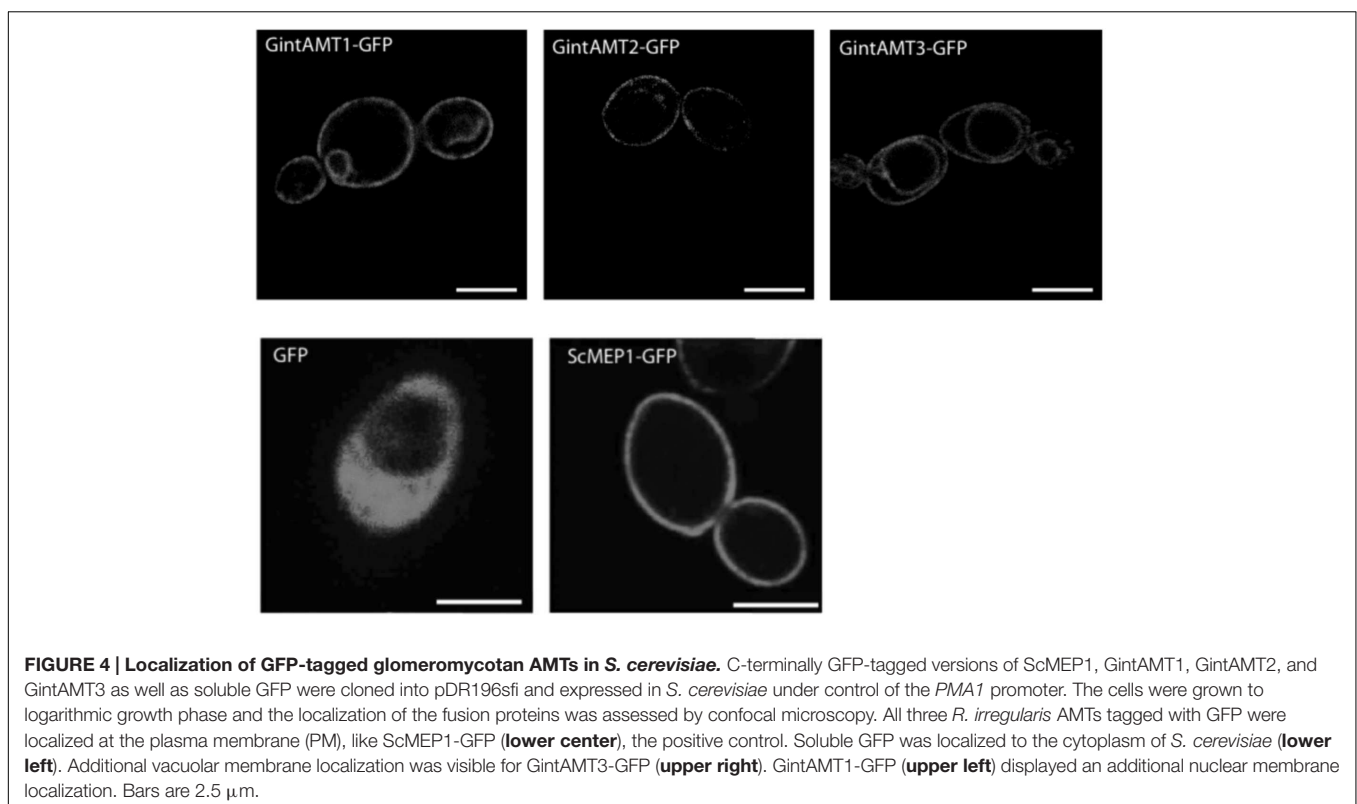 GintAMT1-GFP
GintAMT2-GFP
GintAMT3-GFP
GFP
ScMEP1-GFP
FIGURE 4 | Localization of GFP-tagged glomeromycotan AMTs in S. cerevisiae. C-terminally GFP-tagged versions of ScMEP1, GintAMT1, GintAMT2, and
GintAMT3 as well as soluble GFP were cloned into pDR196sfi and expressed in S. cerevisiae under control of the PMA1 promoter. The cells were grown to
logarithmic growth phase and the localization of the fusion proteins was assessed by confocal microscopy. All three R. irregularis AMTs tagged with GFP were
localized at the plasma membrane (PM), like ScMEP1-GFP (lower center), the positive control. Soluble GFP was localized to the cytoplasm of S. cerevisiae (lower
left). Additional vacuolar membrane localization was visible for GintAMT3-GFP (upper right). GintAMT1-GFP (upper left) displayed an additional nuclear membrane
localization. Bars are 2.5 μm.